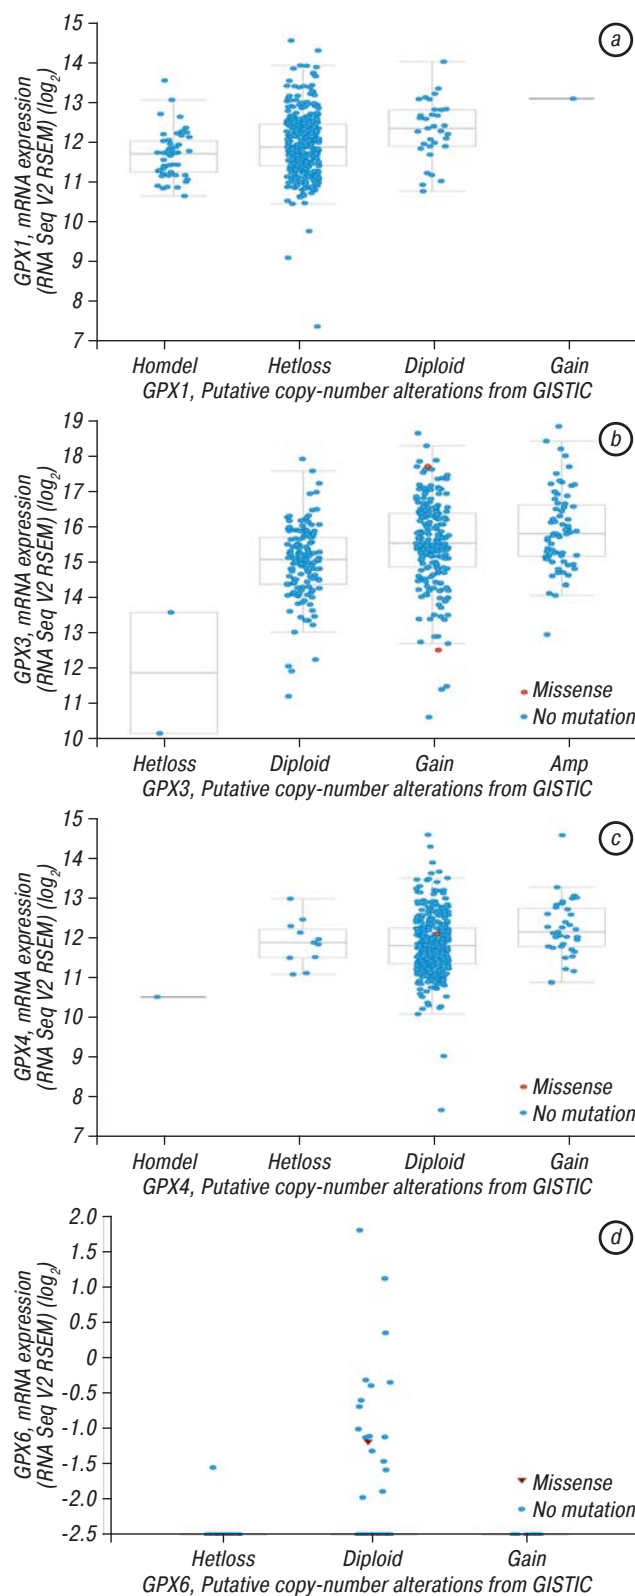 a
GPX1, mRNA expression
(RNA Seq V2 RSEM) (log2)
15
14
13
12
11
10
9
8
7
Homdel Hetloss Diploid Gain
GPX1, Putative copy-number alterations from GISTIC
b
GPX3, mRNA expression
(RNA Seq V2 RSEM) (log2)
19
18
17
16
15
14
13
12
11
10
Missense
No mutation
Hetloss Diploid Gain Amp
GPX3, Putative copy-number alterations from GISTIC
c
GPX4, mRNA expression
(RNA Seq V2 RSEM) (log2)
15
14
13
12
11
10
9
8
7
Missense
No mutation
Homdel Hetloss Diploid Gain
GPX4, Putative copy-number alterations from GISTIC
d
GPX6, mRNA expression
(RNA Seq V2 RSEM) (log2)
2.0
1.5
1.0
0.5
0
-0.5
-1.0
-1.5
-2.0
-2.5
Missense
No mutation
Hetloss Diploid Gain
GPX6, Putative copy-number alterations from GISTIC